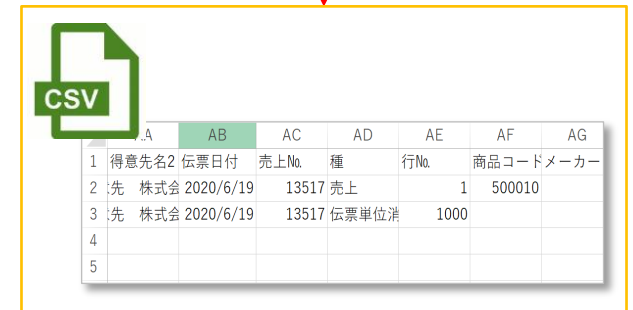 CSV
A AB AC AD AE AF AG
1 得意先名2 伝票日付 売上No. 種 行No. 商品コード メーカー
2 先 株式会 2020/6/19 13517 売上 1 500010
3 先 株式会 2020/6/19 13517 伝票単位消 1000
4
5